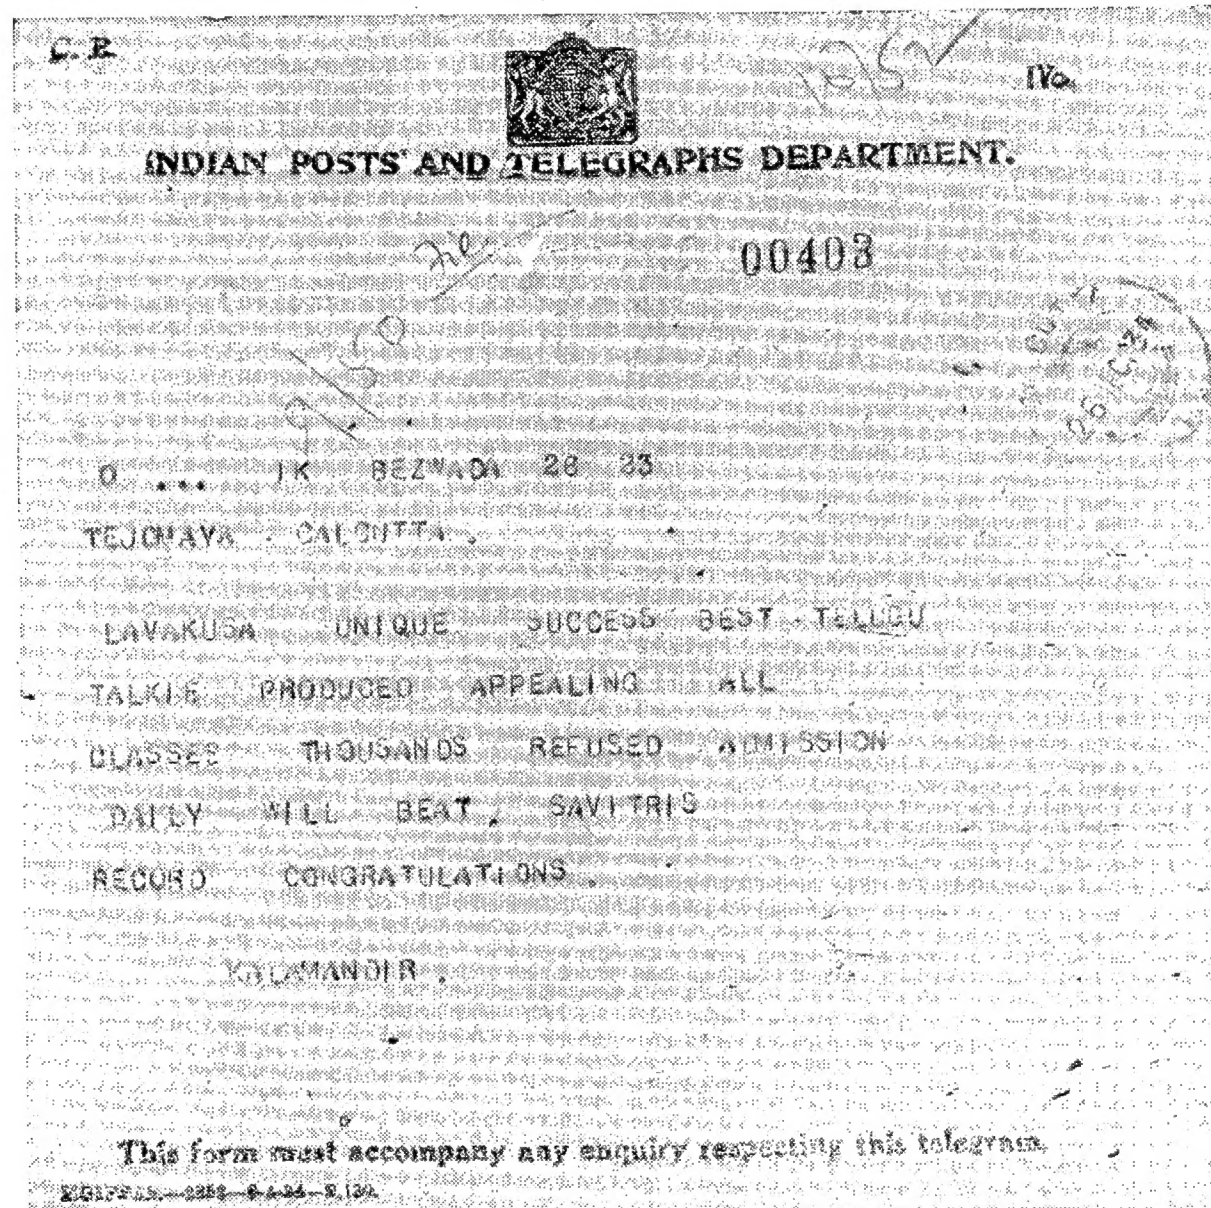 C. B.
No.
INDIAN POSTS AND TELEGRAPHS DEPARTMENT.
File
00403
O ... JK BEZWADA 26 23
TEJOMAYA CALCUTTA.
LAVAKUSA UNIQUE SUCCESS BEST TELUGU
TALKIE PRODUCED APPEALING ALL
CLASSES THOUSANDS REFUSED ADMISSION
DAILY WILL BEAT. SAVITRIS
RECORD CONGRATULATIONS.
KALAMANDIR.
This form must accompany any enquiry respecting this telegram.